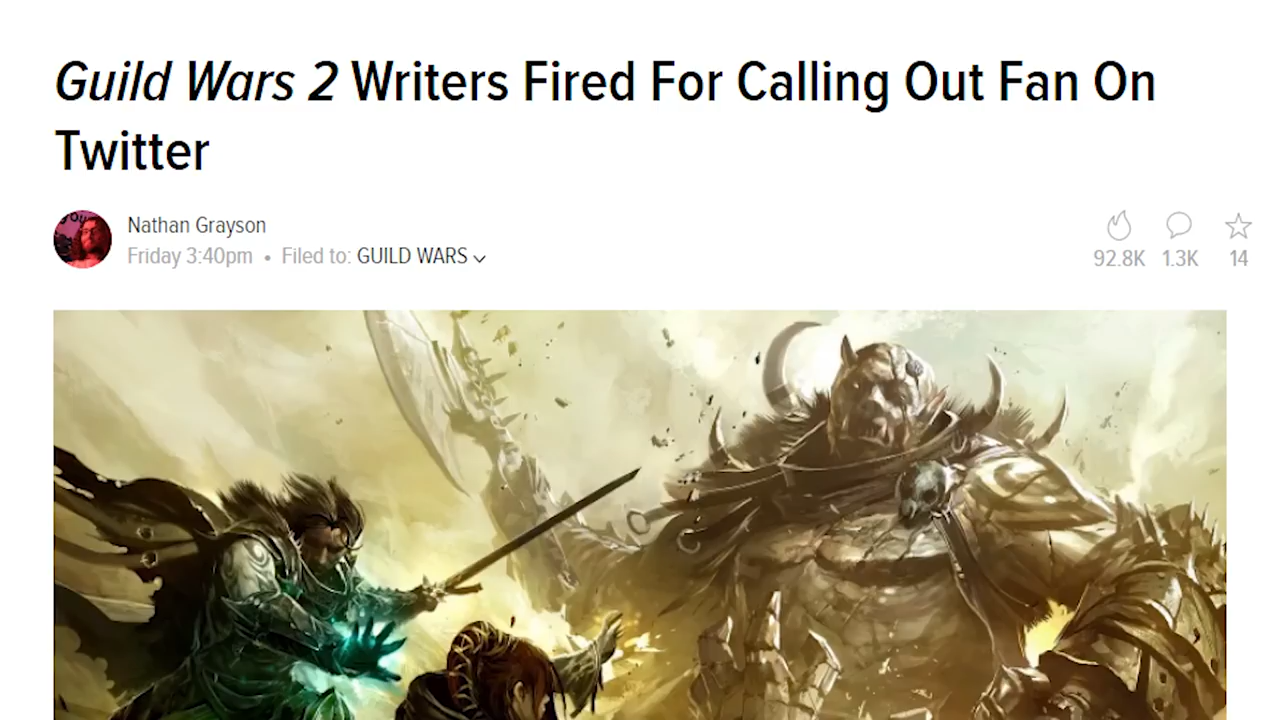 Guild Wars 2 Writers Fired For Calling Out Fan On
Twitter
Nathan Grayson
Friday 3:40pm • Filed to: GUILD WARS
92.8K 1.3K 14